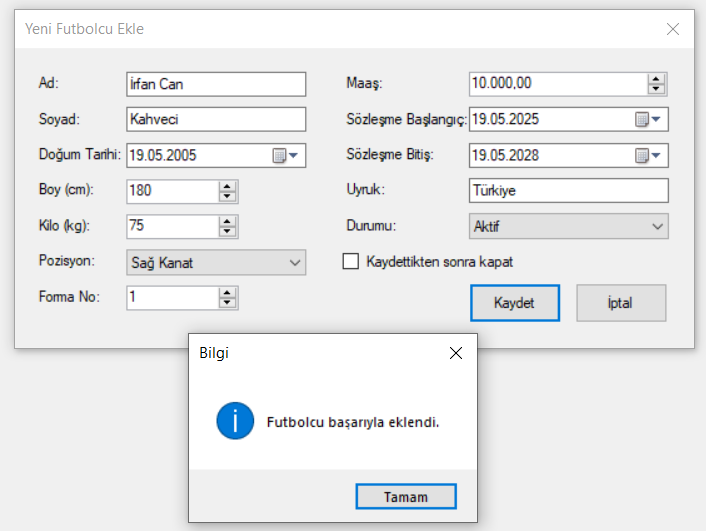 Yeni Futbolcu Ekle
Ad: İrfan Can
Soyad: Kahveci
Doğum Tarihi: 19.05.2005
Boy (cm): 180
Kilo (kg): 75
Pozisyon: Sağ Kanat
Forma No: 1
Maaş: 10.000,00
Sözleşme Başlangıç: 19.05.2025
Sözleşme Bitiş: 19.05.2028
Uyruk: Türkiye
Durumu: Aktif
Kaydettikten sonra kapat
Kaydet İptal
Bilgi
Futbolcu başarıyla eklendi.
Tamam